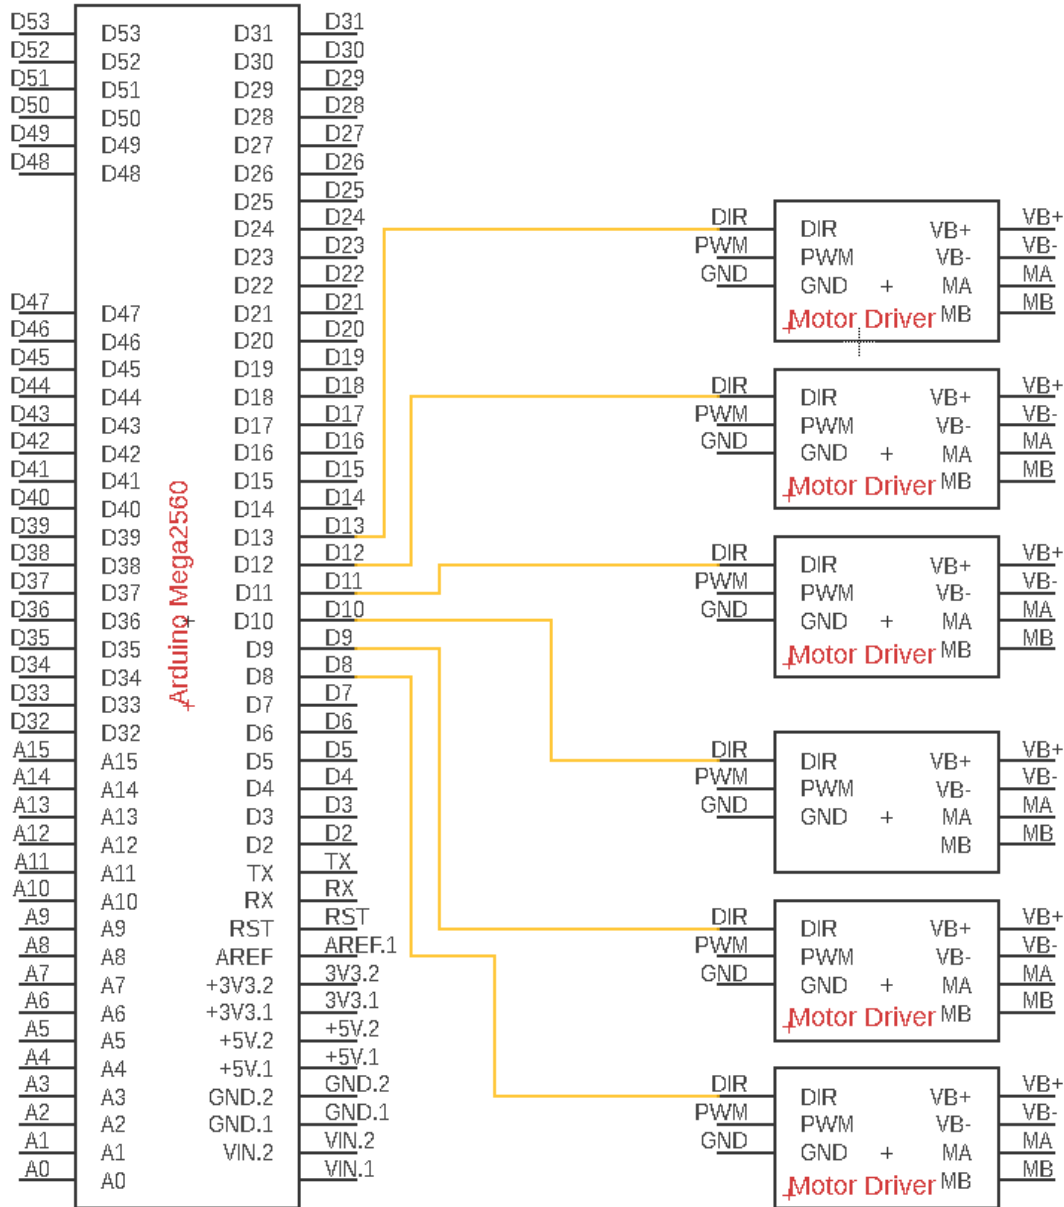 D53 D53 D31 D31
D52 D52 D30 D30
D51 D51 D29 D29
D50 D50 D28 D28
D49 D49 D27 D27
D48 D48 D26 D26
D25 D25
D24 D24 DIR DIR VB+ VB+
D23 D23 PWM PWM VB- VB-
D22 D22 GND GND + MA MA
D47 D47 D21 D21 Motor Driver MB MB
D46 D46 D20 D20
D45 D45 D19 D19
D44 D44 D18 D18 DIR DIR VB+ VB+
D43 D43 D17 D17 PWM PWM VB- VB-
D42 D42 D16 D16 GND GND + MA MA
D41 D41 D15 D15 Motor Driver MB MB
D40 D40 D14 D14
D39 D39 D13 D13
D38 D38 D12 D12 DIR DIR VB+ VB+
D37 D37 D11 D11 PWM PWM VB- VB-
D36 D36 D10 D10 GND GND + MA MA
D35 D35 D9 D9 Motor Driver MB MB
D34 D34 D8 D8
Arduino Mega2560
D33 D33 D7 D7
D32 D32 D6 D6
A15 A15 D5 D5 DIR DIR VB+ VB+
A14 A14 D4 D4 PWM PWM VB- VB-
A13 A13 D3 D3 GND GND + MA MA
A12 A12 D2 D2 MB MB
A11 A11 TX TX
A10 A10 RX RX
A9 A9 RST RST DIR DIR VB+ VB+
A8 A8 AREF AREF.1 PWM PWM VB- VB-
A7 A7 +3V3.2 3V3.2 GND GND + MA MA
A6 A6 +3V3.1 3V3.1 Motor Driver MB MB
A5 A5 +5V.2 +5V.2
A4 A4 +5V.1 +5V.1
A3 A3 GND.2 GND.2 DIR DIR VB+ VB+
A2 A2 GND.1 GND.1 PWM PWM VB- VB-
A1 A1 VIN.2 VIN.2 GND GND + MA MA
A0 A0 VIN.1 Motor Driver MB MB